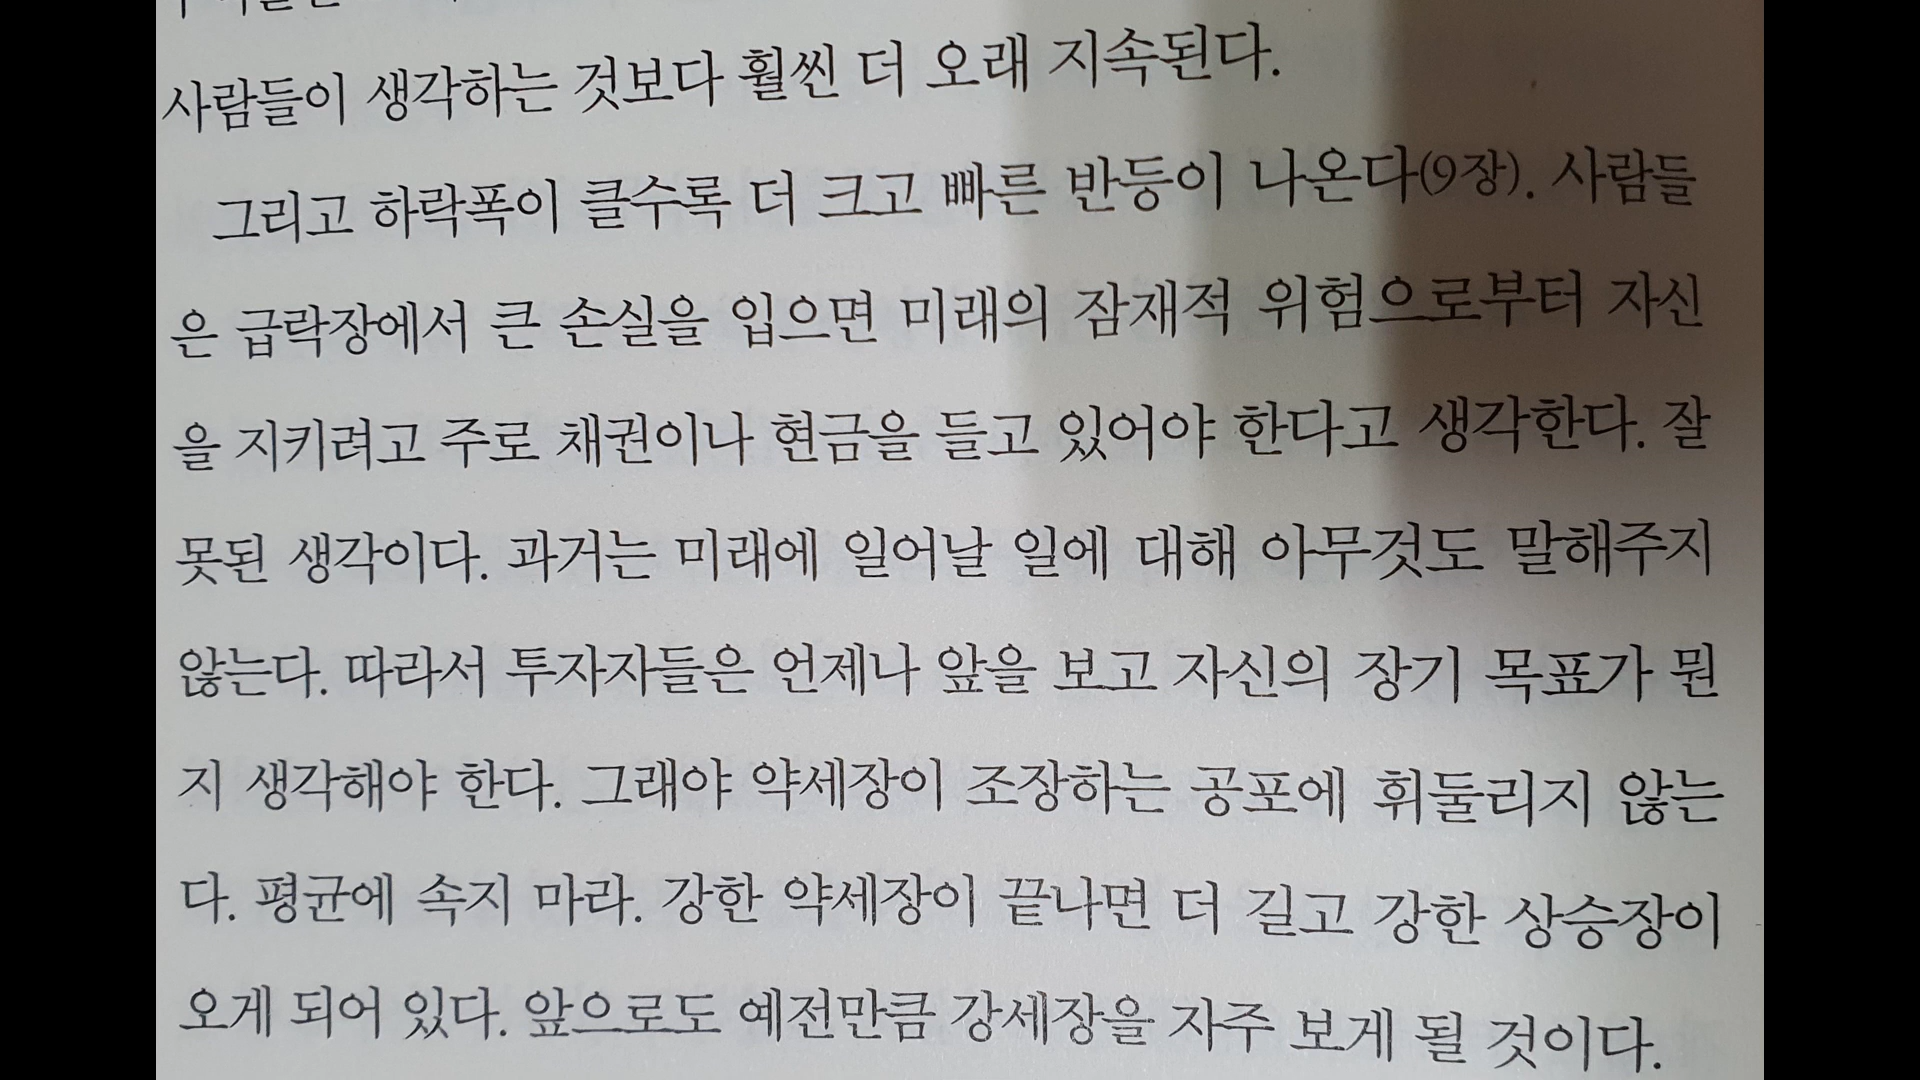 사람들이 생각하는 것보다 훨씬 더 오래 지속된다.
그리고 하락폭이 클수록 더 크고 빠른 반등이 나온다(9장). 사람들
은 급락장에서 큰 손실을 입으면 미래의 잠재적 위험으로부터 자신
을 지키려고 주로 채권이나 현금을 들고 있어야 한다고 생각한다. 잘
못된 생각이다. 과거는 미래에 일어날 일에 대해 아무것도 말해주지
않는다. 따라서 투자자들은 언제나 앞을 보고 자신의 장기 목표가 뭔
지 생각해야 한다. 그래야 약세장이 조장하는 공포에 휘둘리지 않는
다. 평균에 속지 마라. 강한 약세장이 끝나면 더 길고 강한 상승장이
오게 되어 있다. 앞으로도 예전만큼 강세장을 자주 보게 될 것이다.